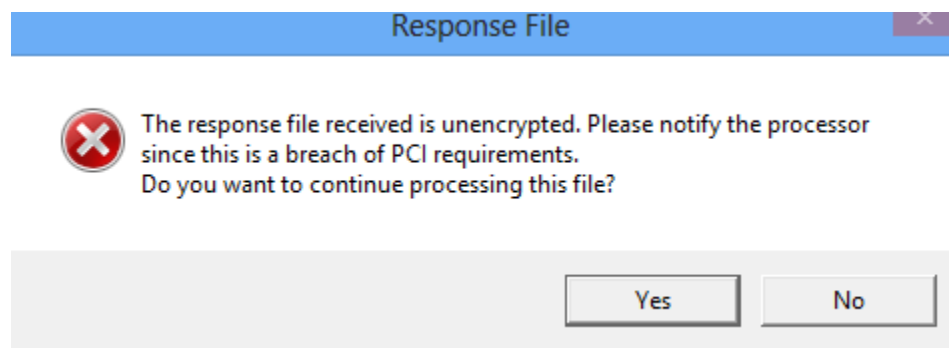 Response File
The response file received is unencrypted. Please notify the processor
since this is a breach of PCI requirements.
Do you want to continue processing this file?
Yes No